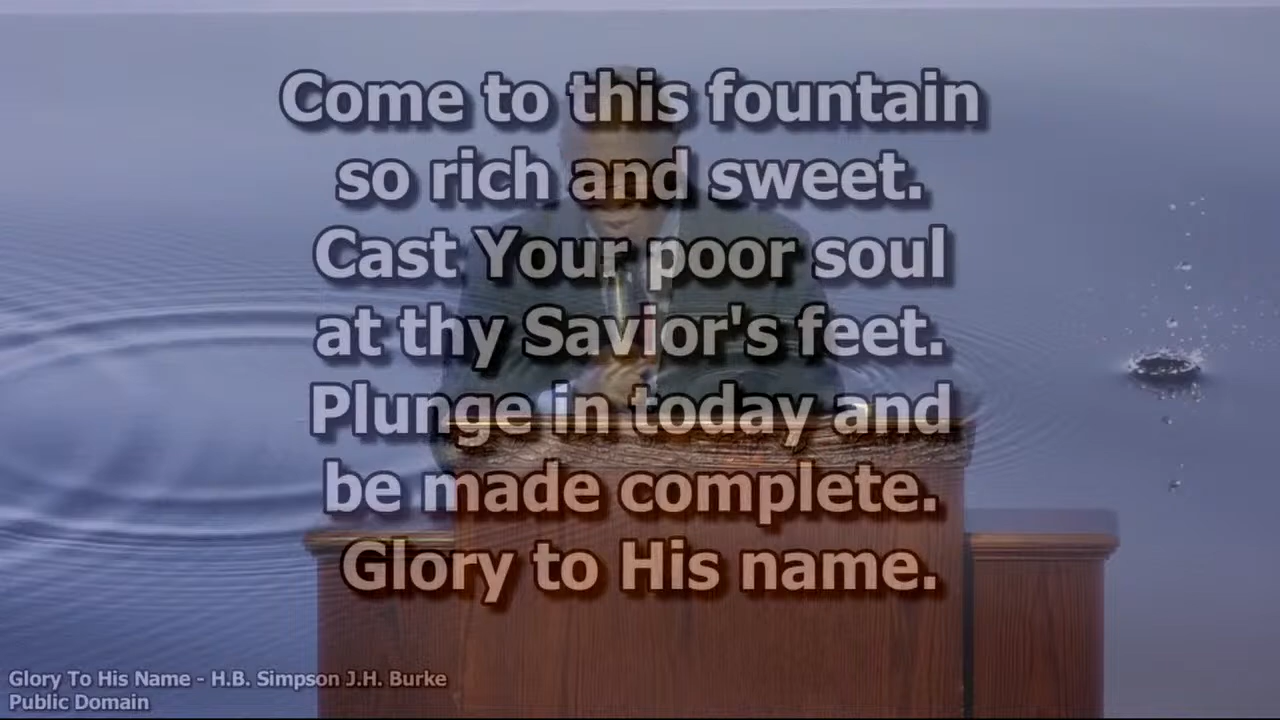 Come to this fountain
so rich and sweet.
Cast Your poor soul
at thy Savior's feet.
Plunge in today and
be made complete.
Glory to His name.
Glory To His Name - H.B. Simpson J.H. Burke
Public Domain